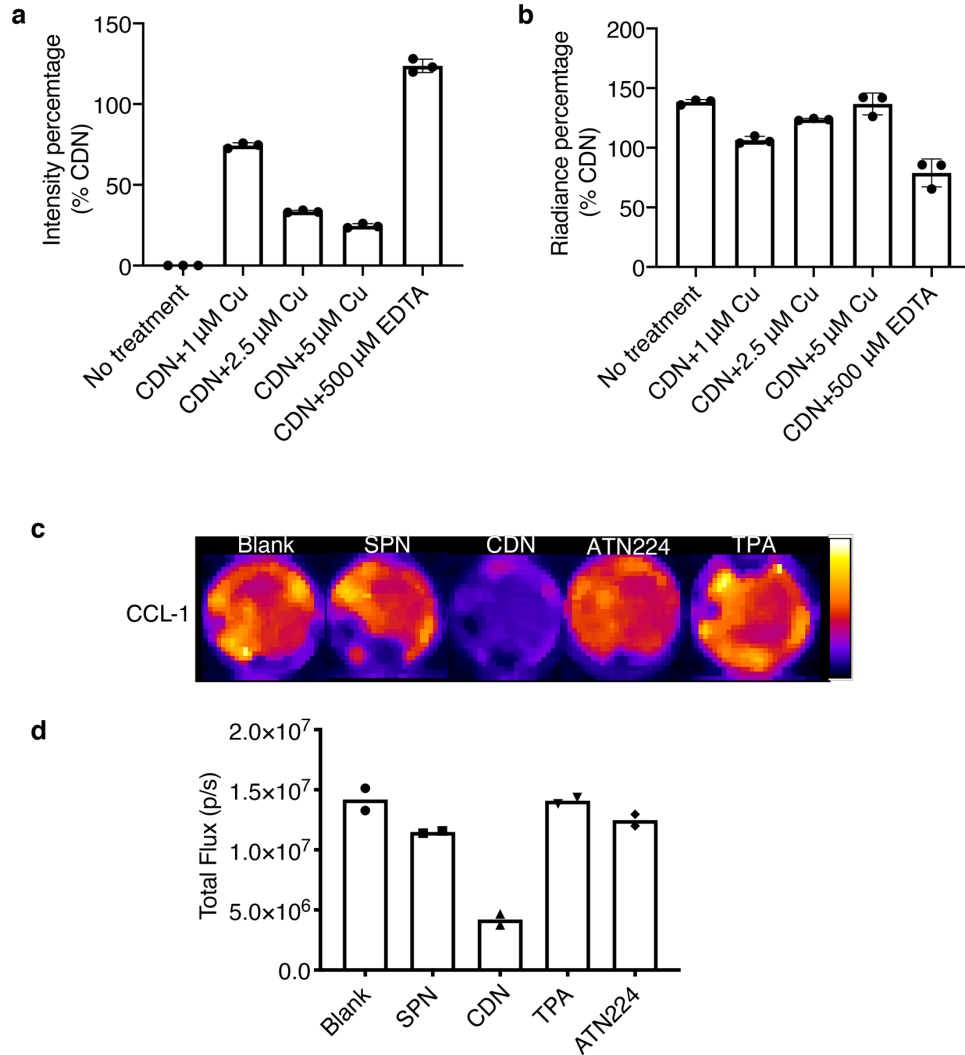 a
150
100
50
0
Intensity percemtage
(% CDN)
No treatment
CDN+1 µM Cu
CDN+2.5 µM Cu
CDN+5 µM Cu
CDN+500 µM EDTA
b
200
150
100
50
0
Riadiance percemtage
(% CDN)
No treatment
CDN+1 µM Cu
CDN+2.5 µM Cu
CDN+5 µM Cu
CDN+500 µM EDTA
c
Blank SPN CDN ATN224 TPA
CCL-1
d
2.0×10⁷
1.5×10⁷
1.0×10⁷
5.0×10⁶
0.0
Total Flux (p/s)
Blank
SPN
CDN
TPA
ATN224